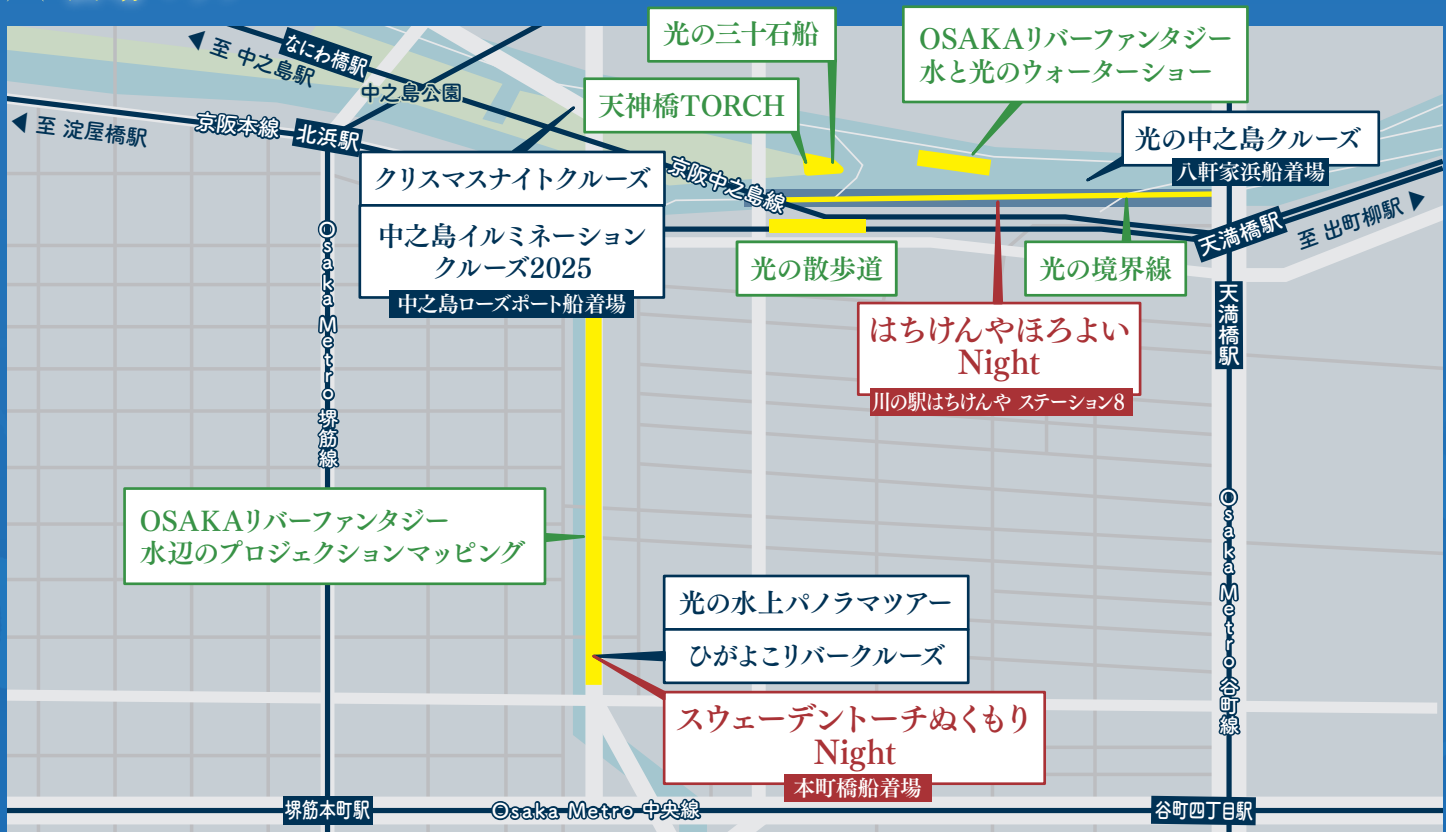 光の三十石船
OSAKAリバーファンタジー
水と光のウォーターショー
至 中之島駅
なにわ橋駅
中之島公園
天神橋TORCH
至 淀屋橋駅
京阪本線
北浜駅
京阪中之島線
光の中之島クルーズ
八軒家浜船着場
クリスマスナイトクルーズ
中之島イルミネーション
クルーズ2025
中之島ローズポート船着場
光の散歩道
光の境界線
天満橋駅
至 出町柳駅
天満橋駅
はちけんやほろよい
Night
川の駅はちけんや ステーション8
Osaka Metro 堺筋線
OSAKAリバーファンタジー
水辺のプロジェクションマッピング
Osaka Metro 谷町線
光の水上パノラマツアー
ひがよこリバークルーズ
スウェーデントーチぬくもり
Night
本町橋船着場
堺筋本町駅
Osaka Metro 中央線
谷町四丁目駅